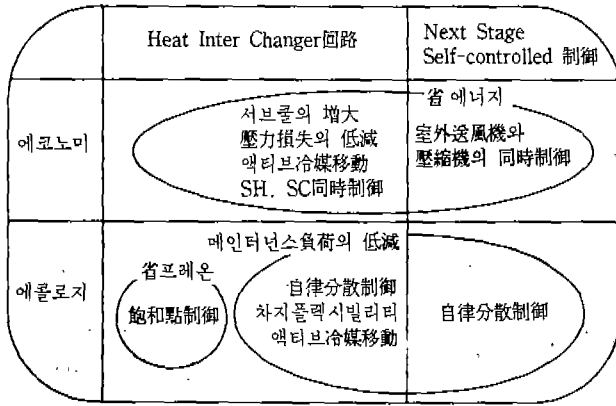 Heat Inter Changer回路
Next Stage
Self-controlled 制御
에코노미
省 에너지
서브쿨의 增大
壓力損失의 低減
액티브冷媒移動
SH, SC同時制御
室外送風機와
壓縮機의 同時制御
에콜로지
메인터넌스負荷의 低減
省프레온
飽和點制御
自律分散制御
차지플렉시빌리티
액티브冷媒移動
自律分散制御